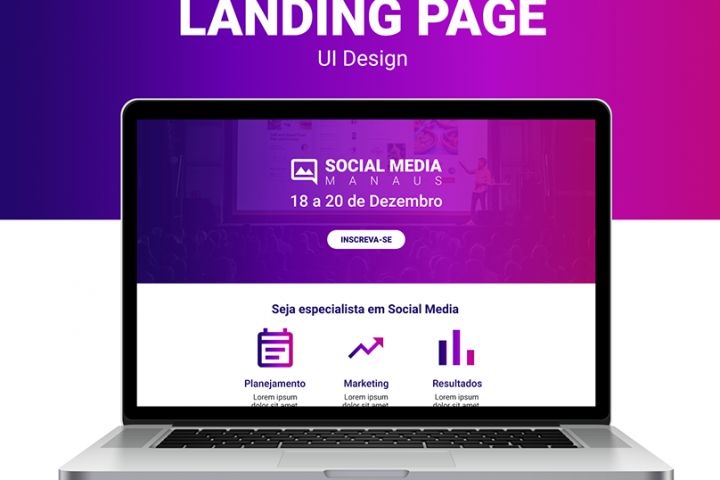 LANDING PAGE
UI Design
SOCIAL MEDIA
MANAUS
18 a 20 de Dezembro
INSCREVA-SE
Seja especialista em Social Media
Planejamento
Marketing
Resultados
Lorem ipsum
dolor sit amet
Lorem ipsum
dolor sit amet
Lorem ipsum
dolor sit amet